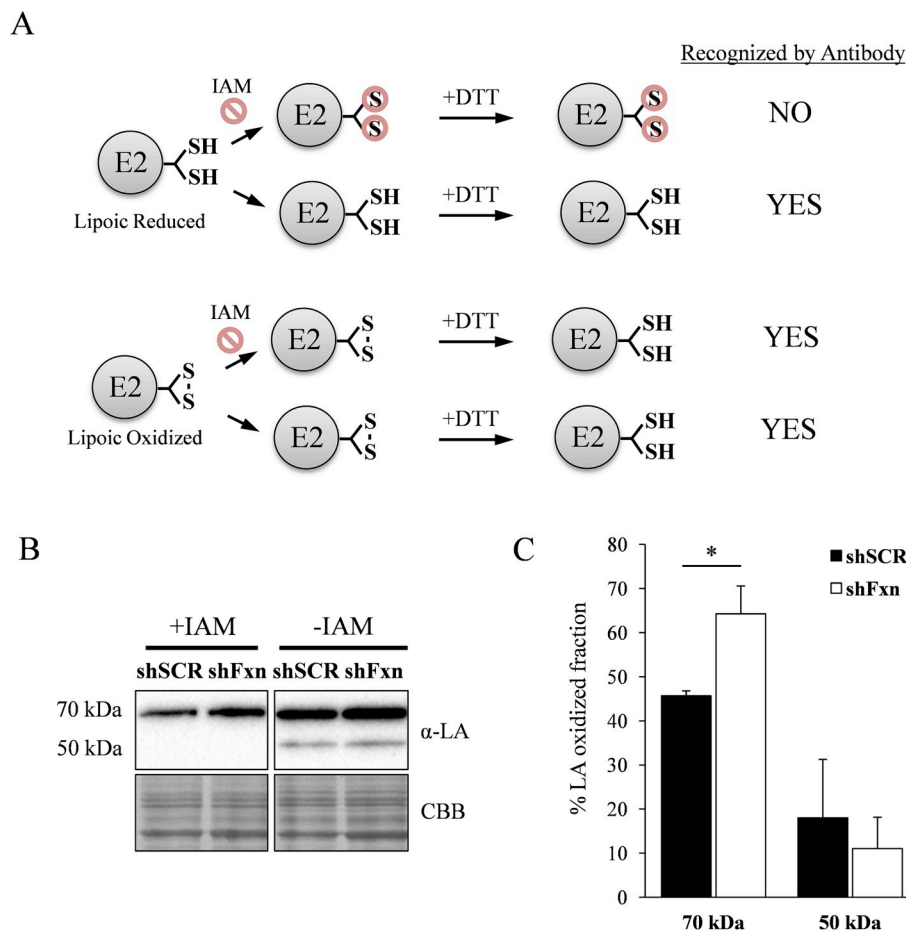 A
Recognized by Antibody
IAM
E2 SH SH
Lipoic Reduced
E2 S S
+DTT
E2 S S
NO
E2 SH SH
+DTT
E2 SH SH
YES
IAM
E2 S S
Lipoic Oxidized
E2 S S
+DTT
E2 SH SH
YES
E2 S S
+DTT
E2 SH SH
YES
B
+IAM -IAM
shSCR shFxn shSCR shFxn
70 kDa
50 kDa
α-LA
CBB
C
% LA oxidized fraction
80
70
60
50
40
30
20
10
0
*
shSCR
shFxn
70 kDa 50 kDa